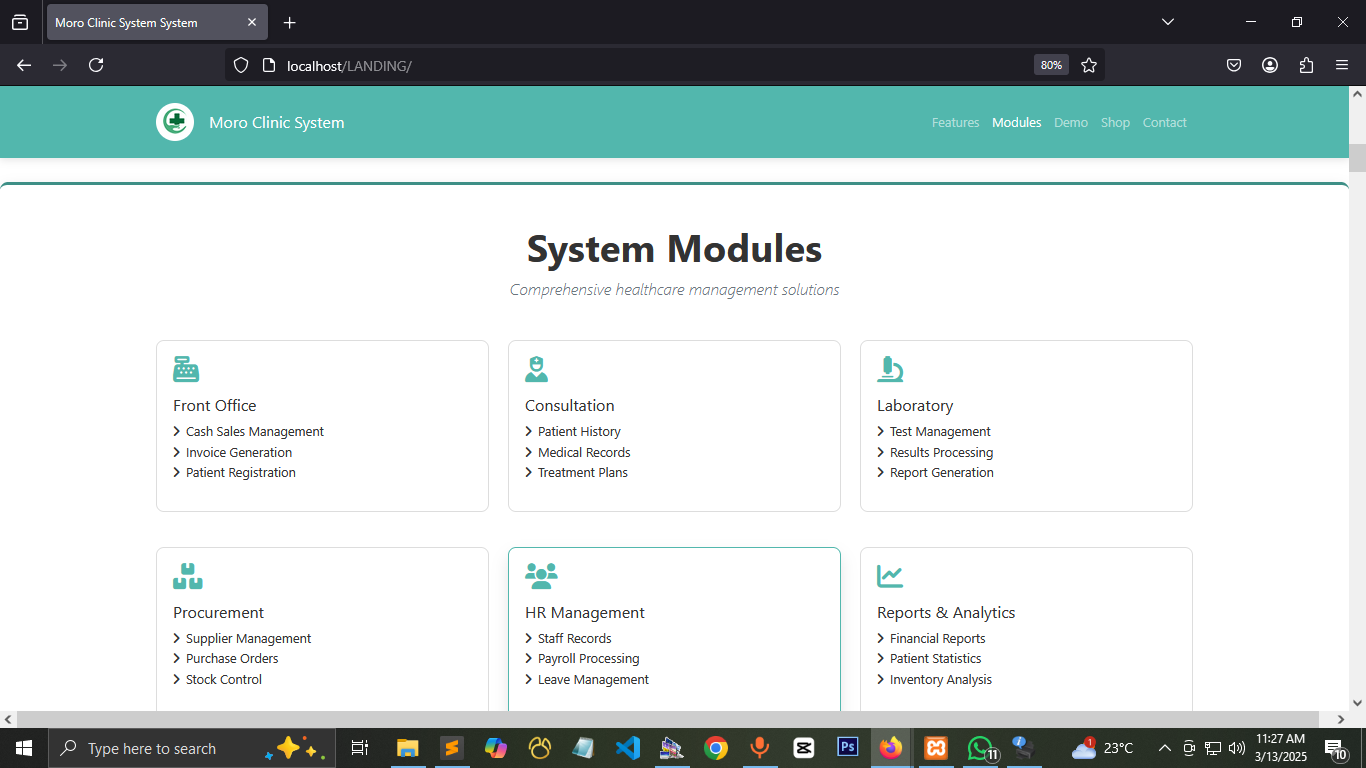 Moro Clinic System System
localhost/LANDING/
80%
Moro Clinic System
Features Modules Demo Shop Contact
System Modules
Comprehensive healthcare management solutions
Front Office
Cash Sales Management
Invoice Generation
Patient Registration
Consultation
Patient History
Medical Records
Treatment Plans
Laboratory
Test Management
Results Processing
Report Generation
Procurement
Supplier Management
Purchase Orders
Stock Control
HR Management
Staff Records
Payroll Processing
Leave Management
Reports & Analytics
Financial Reports
Patient Statistics
Inventory Analysis
Type here to search
Ps
11
1
23°C
11:27 AM
3/13/2025
10